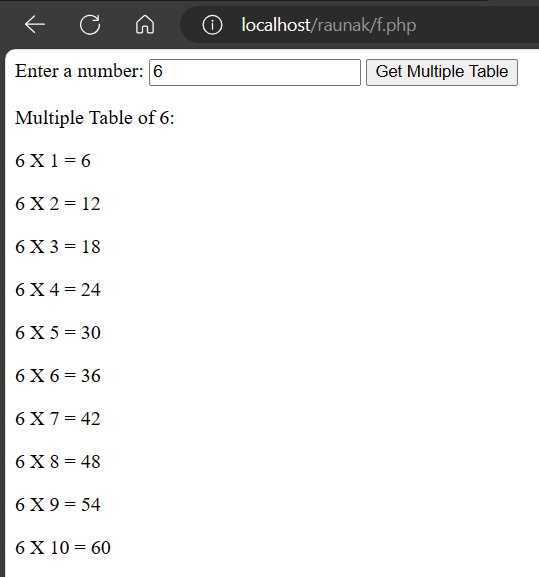 localhost/raunak/f.php
Enter a number: 6 Get Multiple Table
Multiple Table of 6:
6 X 1 = 6
6 X 2 = 12
6 X 3 = 18
6 X 4 = 24
6 X 5 = 30
6 X 6 = 36
6 X 7 = 42
6 X 8 = 48
6 X 9 = 54
6 X 10 = 60